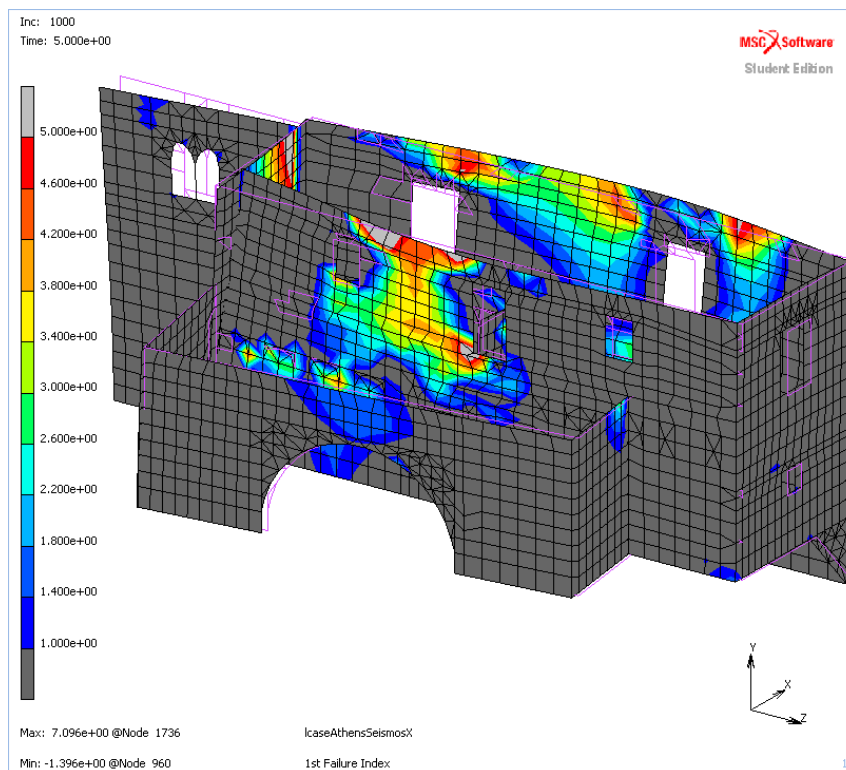 Inc: 1000
Time: 5.000e+00
MSC Software
Student Edition
5.000e+00
4.600e+00
4.200e+00
3.800e+00
3.400e+00
3.000e+00
2.600e+00
2.200e+00
1.800e+00
1.400e+00
1.000e+00
Y
X
Z
Max: 7.096e+00 @Node 1736
lcaseAthensSeismosX
Min: -1.396e+00 @Node 960
1st Failure Index
1